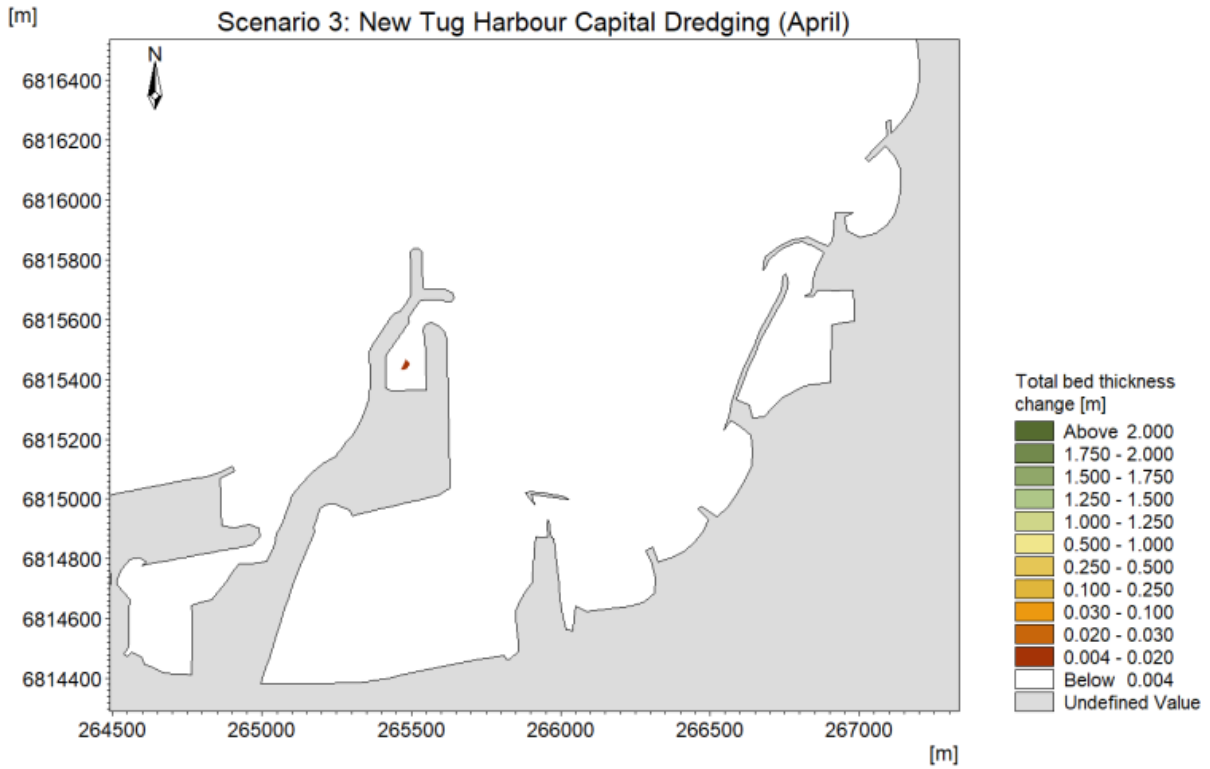 [m]
Scenario 3: New Tug Harbour Capital Dredging (April)
N
6816400
6816200
6816000
6815800
6815600
6815400
6815200
6815000
6814800
6814600
6814400
264500 265000 265500 266000 266500 267000
[m]
Total bed thickness
change [m]
Above 2.000
1.750 - 2.000
1.500 - 1.750
1.250 - 1.500
1.000 - 1.250
0.500 - 1.000
0.250 - 0.500
0.100 - 0.250
0.030 - 0.100
0.020 - 0.030
0.004 - 0.020
Below 0.004
Undefined Value